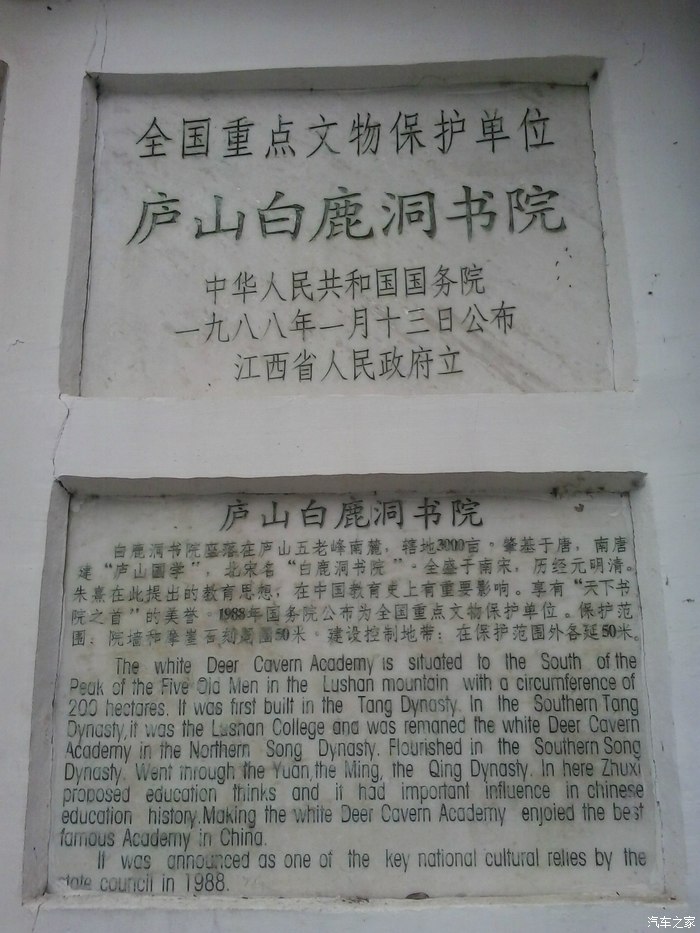 全国重点文物保护单位
庐山白鹿洞书院
中华人民共和国国务院
一九八八年一月十三日公布
江西省人民政府立
庐山白鹿洞书院
白鹿洞书院座落在庐山五老峰南麓，辖地3000亩。肇基于唐，南唐
建“庐山国学”，北宋名“白鹿洞书院”。全盛于南宋，历经元明清。
朱熹在此提出的教育思想，在中国教育史上有重要影响。享有“天下书
院之首”的美誉。1988年国务院公布为全国重点文物保护单位。保护范
围、院墙和摩崖石刻周围50米。建设控制地带：在保护范围外各延50米。
The white Deer Cavern Academy is situated to the South of the
Peak of the Five Old Men in the Lushan mountain with a circumference of
200 hectares. It was first built in the Tang Dynasty. In the Southern Tang
Dynasty,it was the Lushan College and was remaned the white Deer Cavern
Academy in the Northern Song Dynasty. Flourished in the Southern Song
Dynasty. Went through the Yuan,the Ming, the Qing Dynasty. In here Zhuxi
proposed education thinks and it had important influence in chinese
education history.Making the white Deer Cavern Academy enjoied the best
famous Academy in China.
It was announced as one of the key national cultural relies by the
state council in 1988.
汽车之家